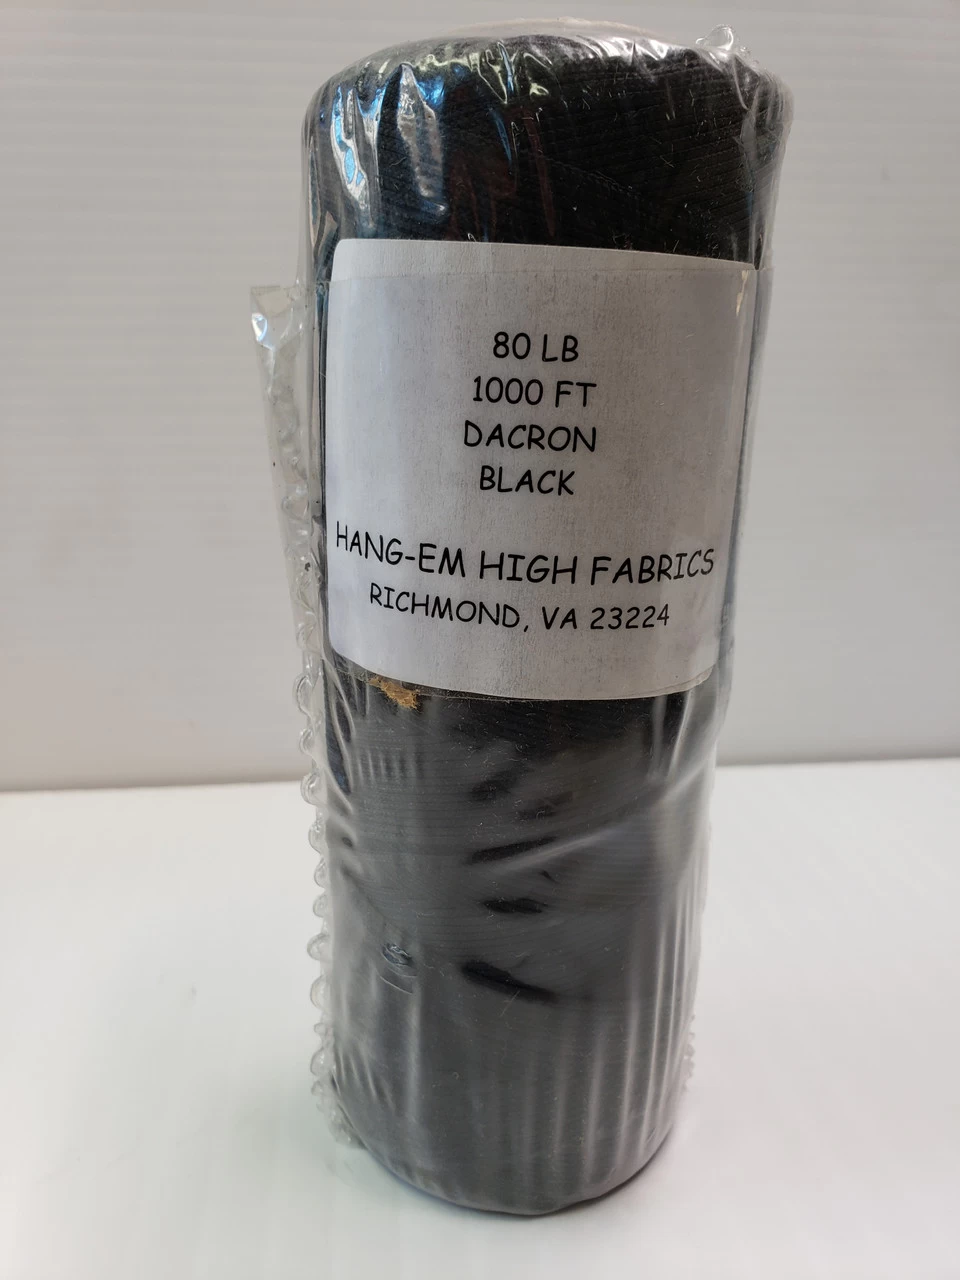 80 LB
1000 FT
DACRON
BLACK
HANG-EM HIGH FABRICS
RICHMOND, VA 23224